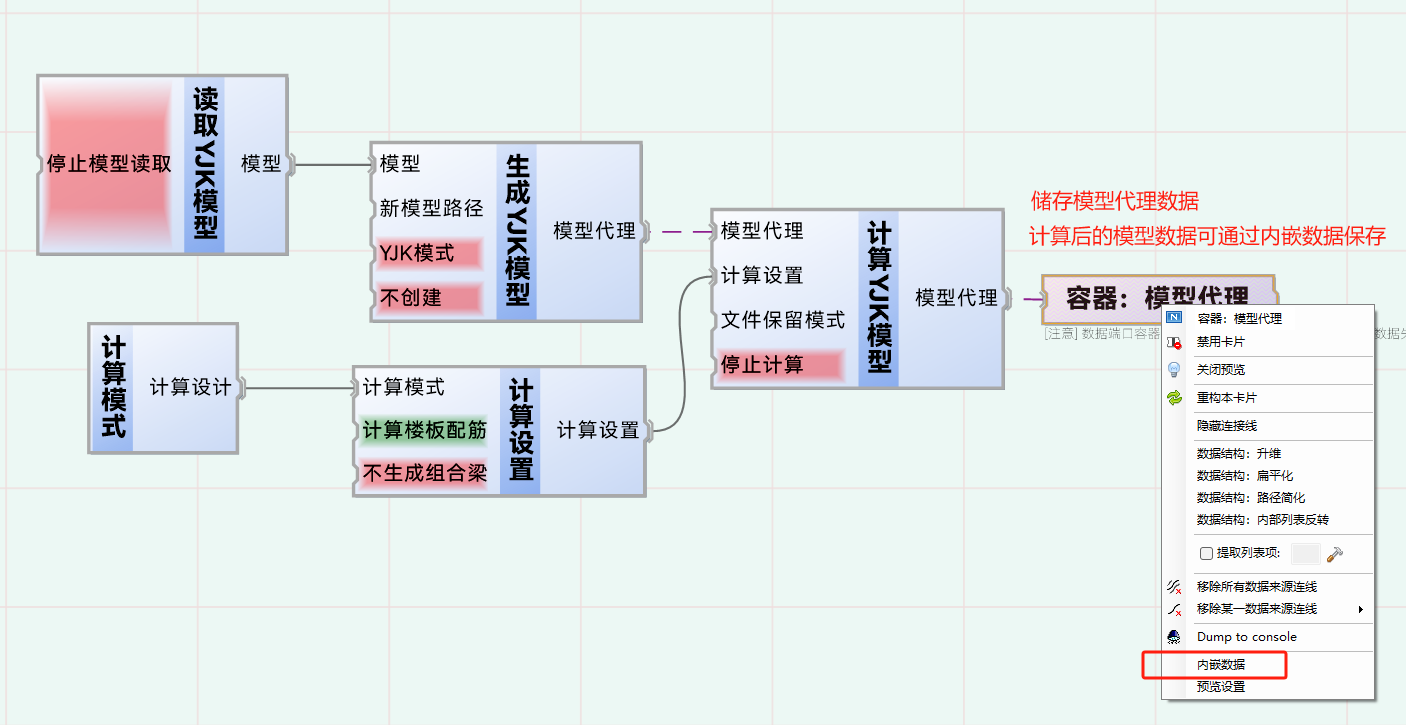 停止模型读取
读取YJK模型
模型
模型
新模型路径
YJK模式
不创建
生成YJK模型
模型代理
计算模式
计算设计
计算模式
计算楼板配筋
不生成组合梁
计算设置
计算设置
模型代理
计算设置
文件保留模式
停止计算
计算YJK模型
模型代理
储存模型代理数据
计算后的模型数据可通过内嵌数据保存
容器：模型代理
[注意] 数据端口容器
数据失
N
容器：模型代理
禁用卡片
关闭预览
重构本卡片
隐藏连接线
数据结构：升维
数据结构：扁平化
数据结构：路径简化
数据结构：内部列表反转
提取列表项:
移除所有数据来源连线
移除某一数据来源连线
Dump to console
内嵌数据
预览设置